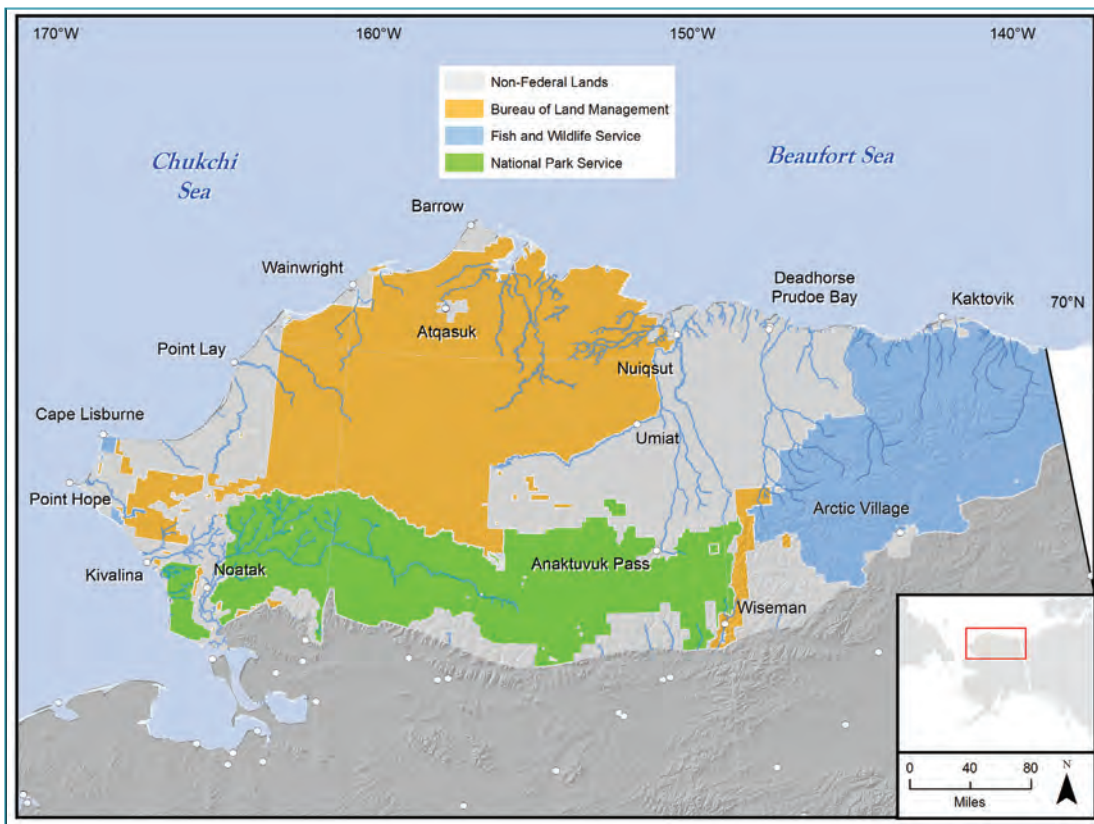 170°W
160°W
150°W
140°W
Non-Federal Lands
Bureau of Land Management
Fish and Wildlife Service
National Park Service
Chukchi
Sea
Beaufort Sea
Barrow
Wainwright
Deadhorse
Prudoe Bay
Kaktovik
70°N
Atqasuk
Point Lay
Nuiqsut
Cape Lisburne
Umiat
Point Hope
Arctic Village
Anaktuvuk Pass
Kivalina
Noatak
Wiseman
0 40 80
Miles
N